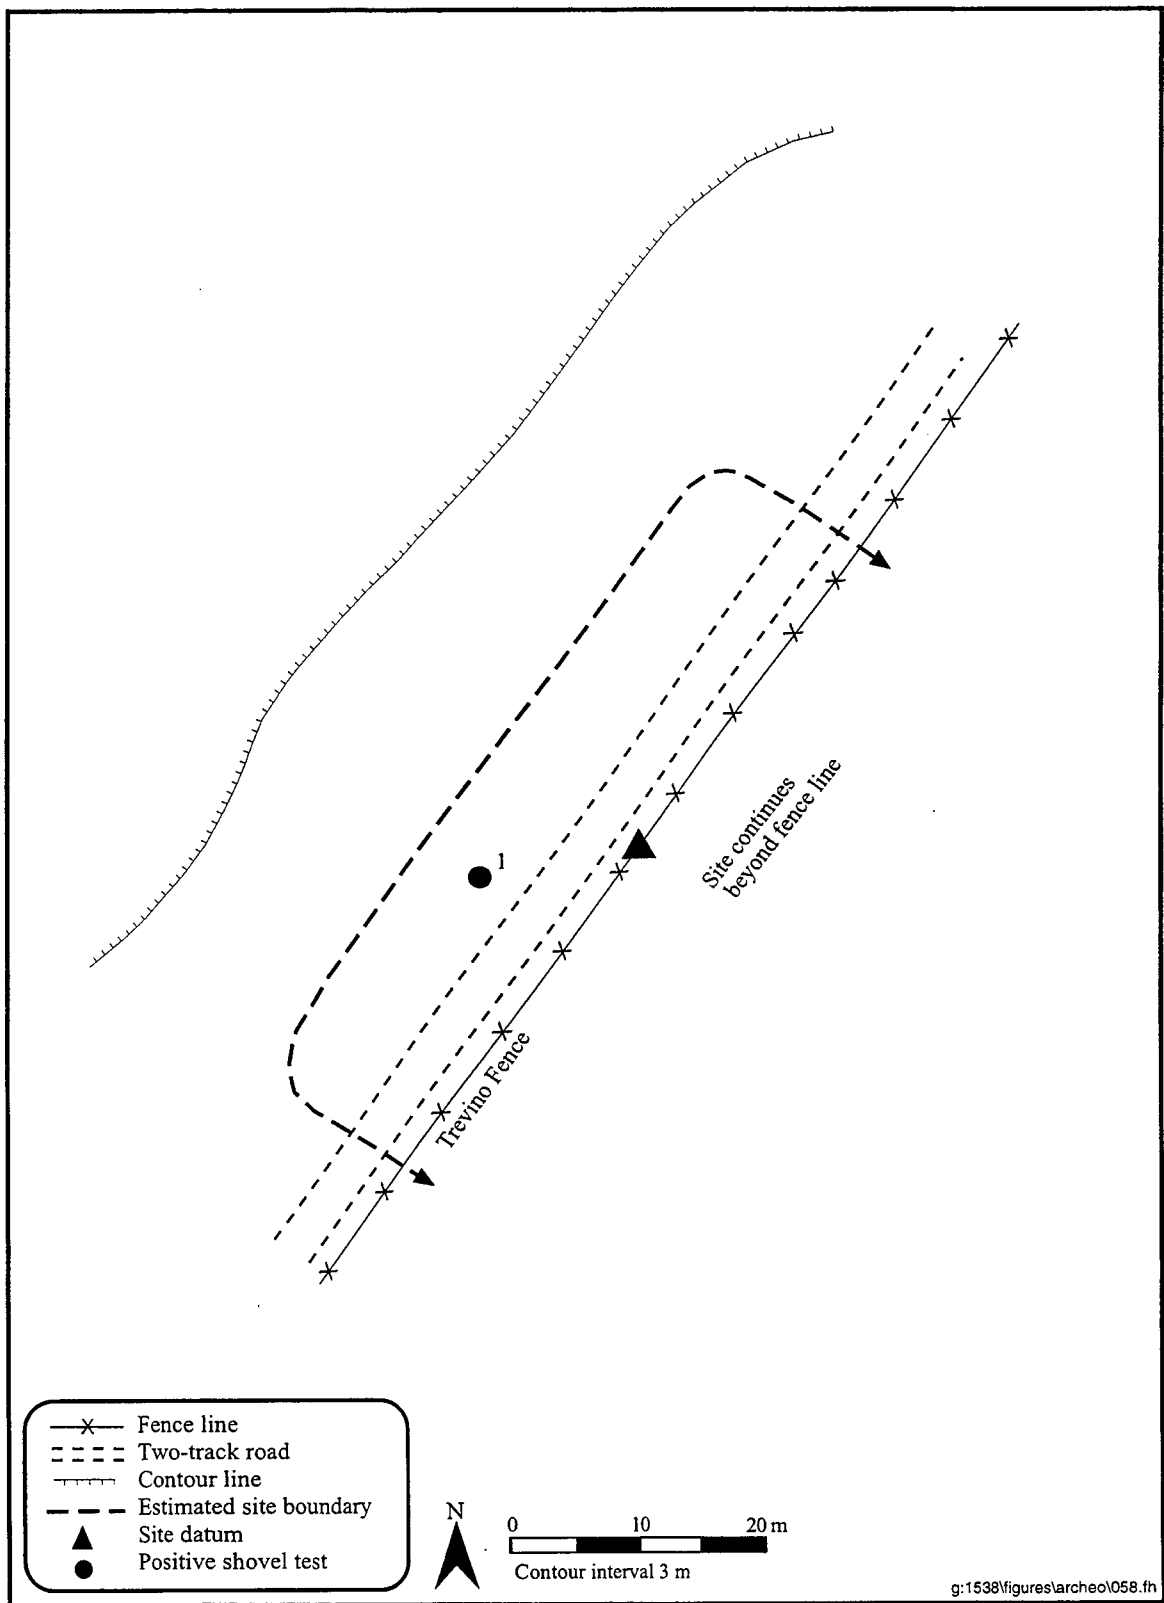 1
Site continues
beyond fence line
Trevino Fence
Fence line
Two-track road
Contour line
Estimated site boundary
Site datum
Positive shovel test
N
0 10 20 m
Contour interval 3 m
g:1538\figures\archeo\058.fh